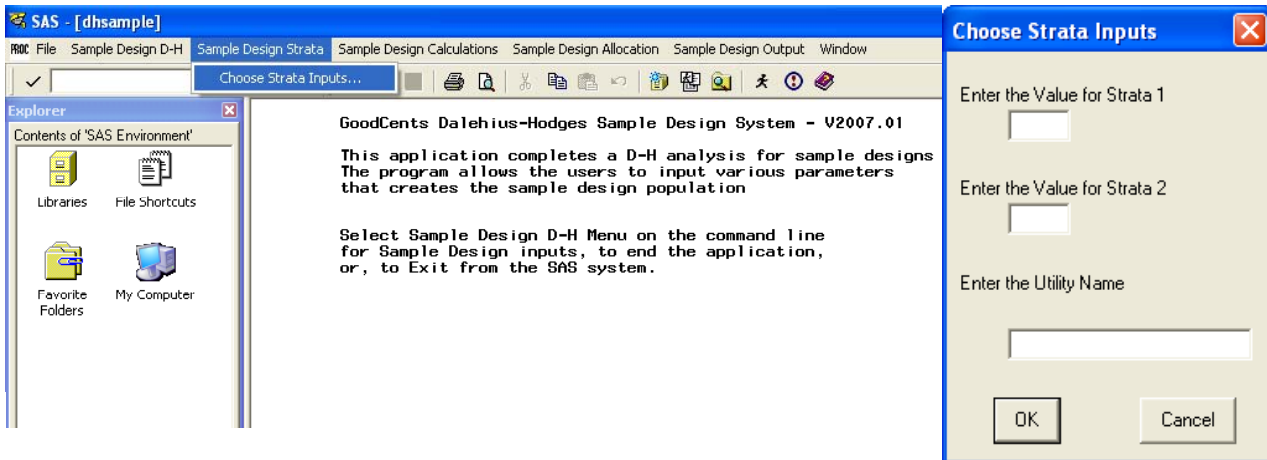 SAS - [dhsample]
PROC File Sample Design D-H Sample Design Strata Sample Design Calculations Sample Design Allocation Sample Design Output Window
Choose Strata Inputs...
Explorer
Contents of 'SAS Environment'
Libraries
File Shortcuts
Favorite
Folders
My Computer
GoodCents Dalehius-Hodges Sample Design System - V2007.01
This application completes a D-H analysis for sample designs
The program allows the users to input various parameters
that creates the sample design population
Select Sample Design D-H Menu on the command line
for Sample Design inputs, to end the application,
or, to Exit from the SAS system.
Choose Strata Inputs
Enter the Value for Strata 1
Enter the Value for Strata 2
Enter the Utility Name
OK
Cancel